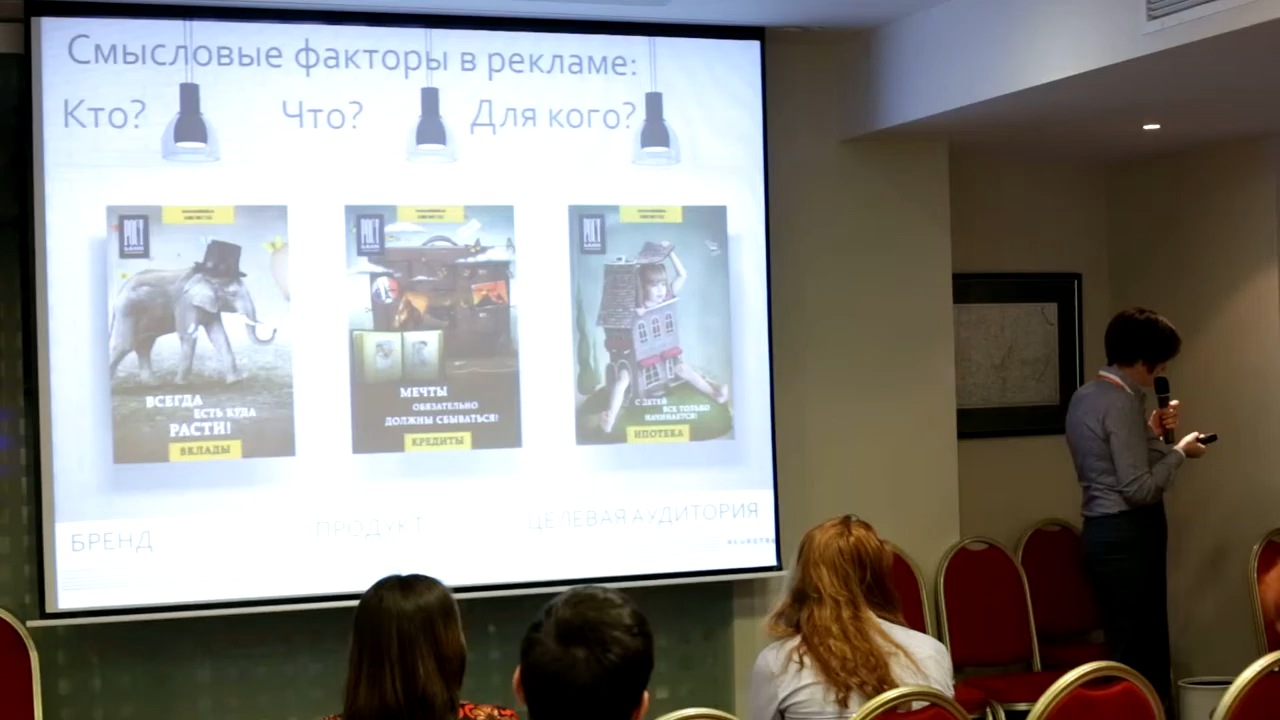 Смысловые факторы в рекламе:
Кто? Что? Для кого?
РОСТ
ВСЕГДА
ЕСТЬ КУДА
РАСТИ!
ВКЛАДЫ
РОСТ
МЕЧТЫ
ОБЯЗАТЕЛЬНО
ДОЛЖНЫ СБЫВАТЬСЯ!
КРЕДИТЫ
РОСТ
С ДЕТЕЙ
ВСЕ ТОЛЬКО
НАЧИНАЕТСЯ!
ИПОТЕКА
БРЕНД
ПРОДУКТ
ЦЕЛЕВАЯ АУДИТОРИЯ